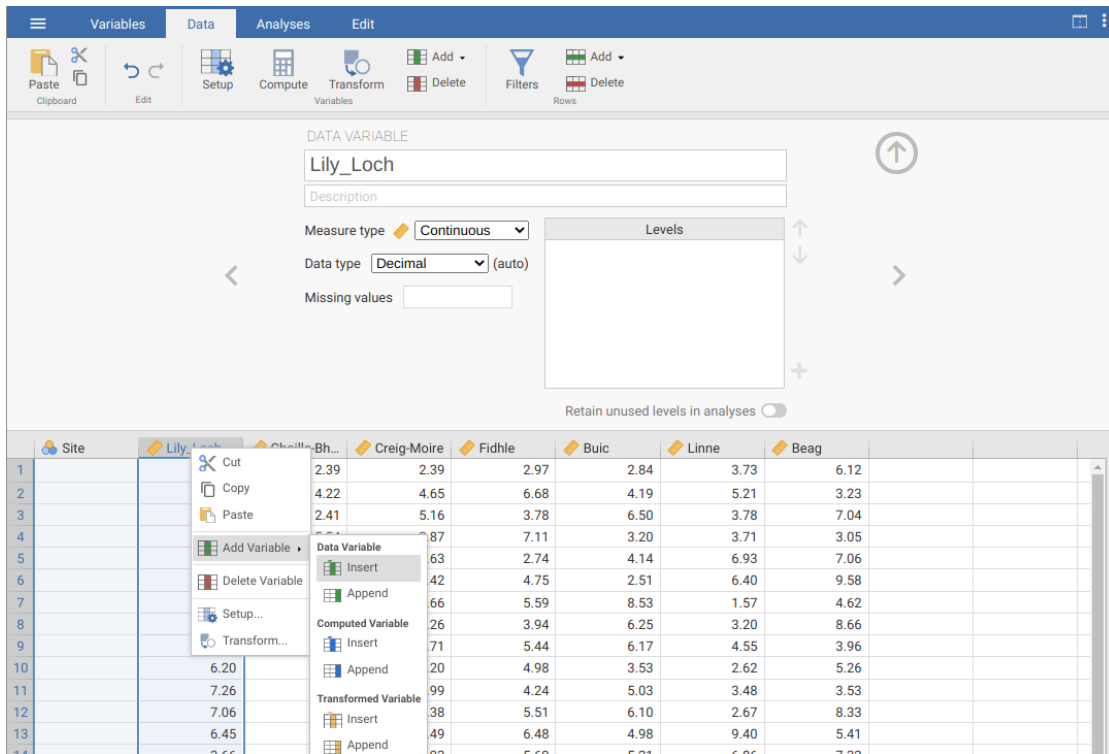 Variables Data Analyses Edit
Paste Setup Compute Transform Add Delete Filters Add Delete
Clipboard Edit Variables Rows
DATA VARIABLE
Lily_Loch
Description
Measure type Continuous Levels
Data type Decimal (auto)
Missing values
Retain unused levels in analyses
Site Creig-Moire Fidhle Buic Linne Beag
1 2.39 2.39 2.97 2.84 3.73 6.12
2 4.22 4.65 6.68 4.19 5.21 3.23
3 2.41 5.16 3.78 6.50 3.78 7.04
4 .87 7.11 3.20 3.71 3.05
5 .63 2.74 4.14 6.93 7.06
6 .42 4.75 2.51 6.40 9.58
7 .66 5.59 8.53 1.57 4.62
8 .26 3.94 6.25 3.20 8.66
9 .71 5.44 6.17 4.55 3.96
10 6.20 .20 4.98 3.53 2.62 5.26
11 7.26 .99 4.24 5.03 3.48 3.53
12 7.06 .38 5.51 6.10 2.67 8.33
13 6.45 .49 6.48 4.98 9.40 5.41
Cut
Copy
Paste
Add Variable
Delete Variable
Setup...
Transform...
Data Variable
Insert
Append
Computed Variable
Insert
Append
Transformed Variable
Insert
Append